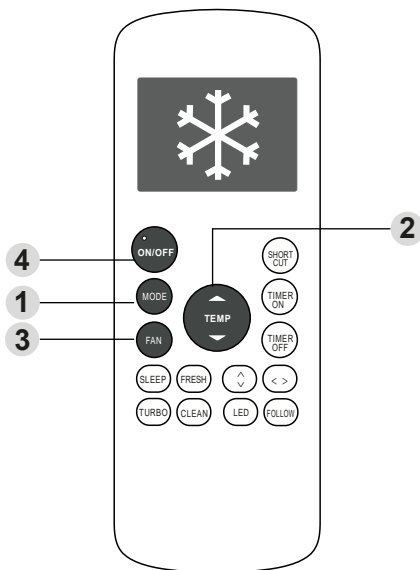 2
4
ON/OFF
SHORT
CUT
1
MODE
TEMP
TIMER
ON
3
FAN
TIMER
OFF
SLEEP FRESH < >
TURBO CLEAN LED FOLLOW